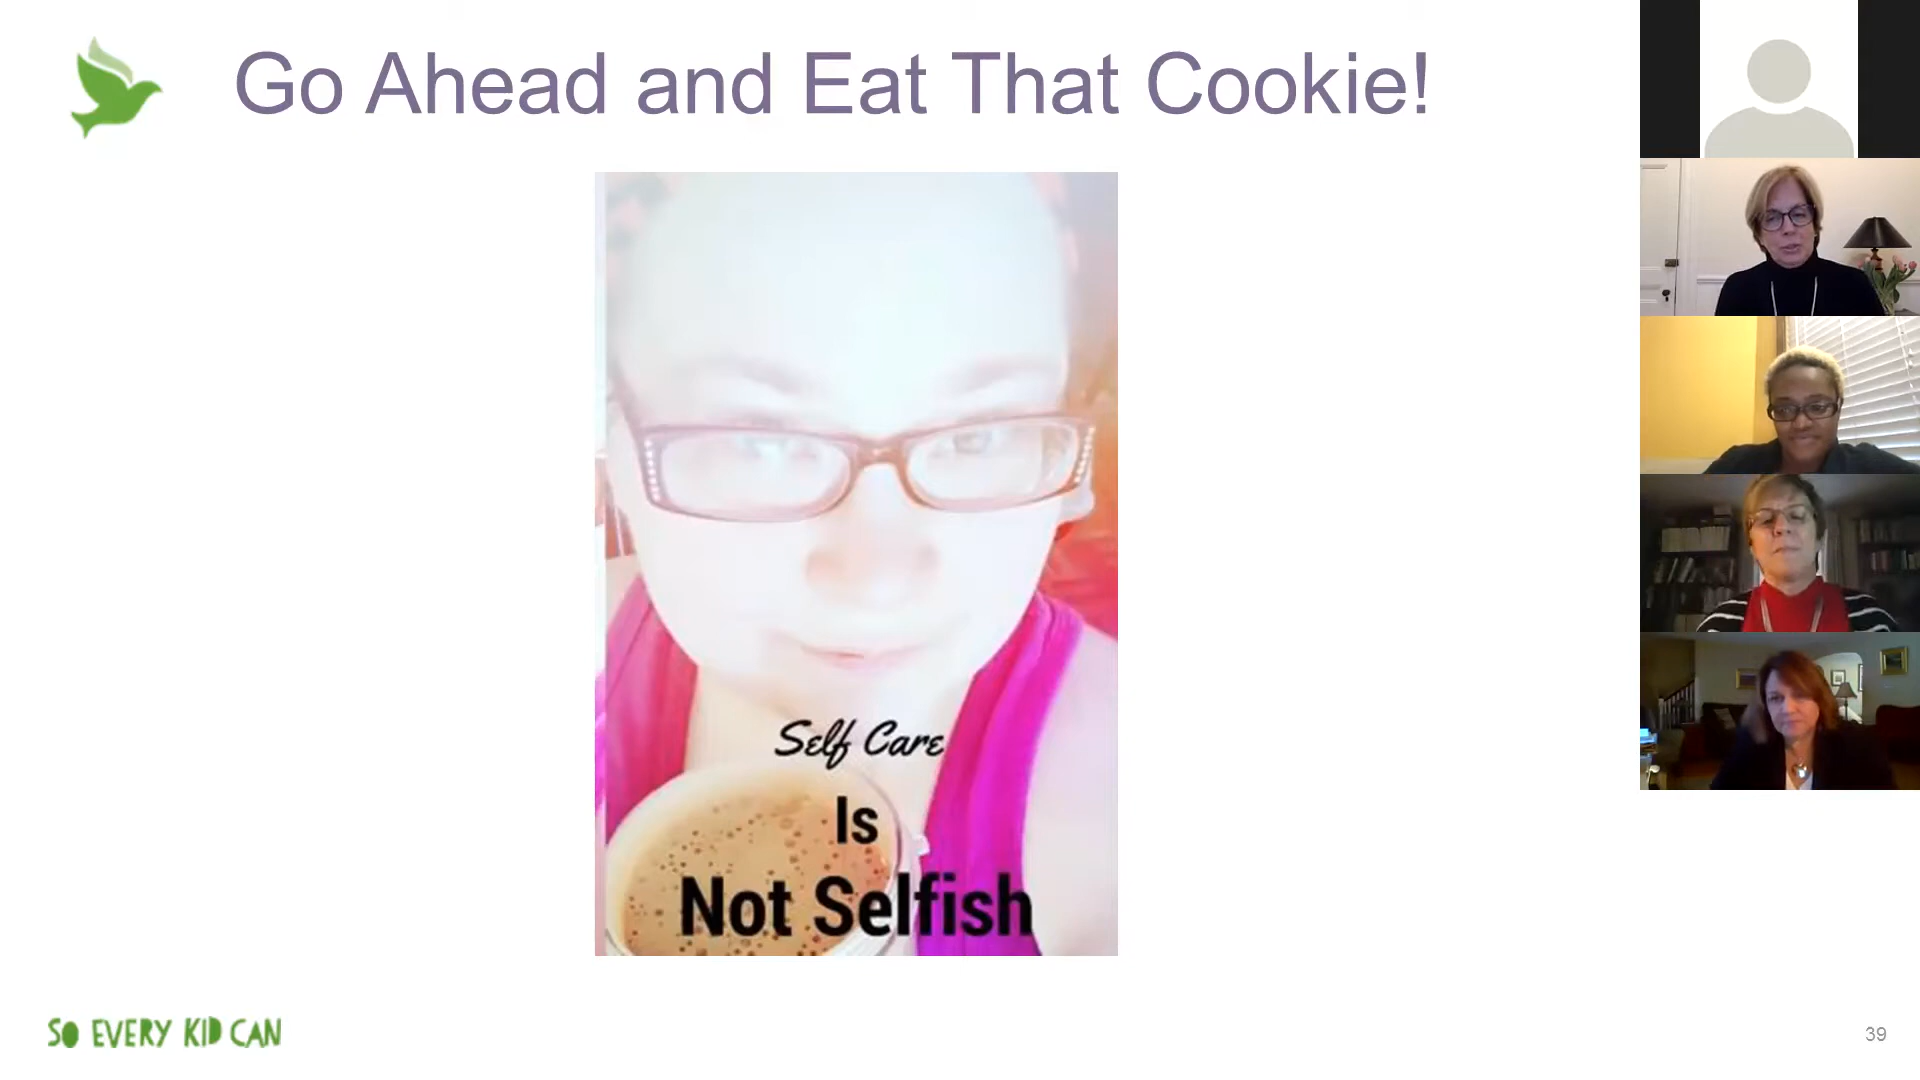 Go Ahead and Eat That Cookie!
Self Care
Is
Not Selfish
SO EVERY KID CAN
39